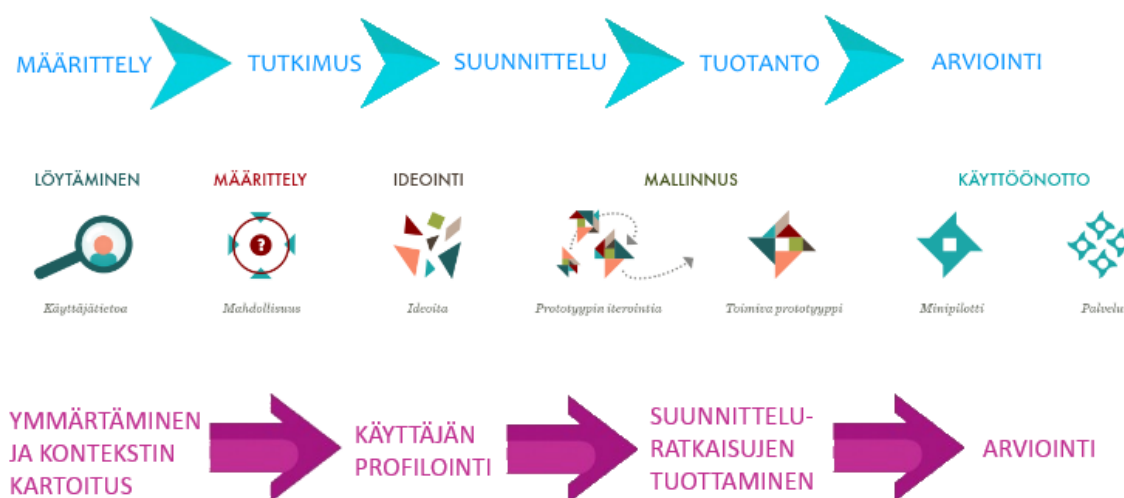 MÄÄRITTELY TUTKIMUS SUUNNITTELU TUOTANTO ARVIOINTI
LÖYTÄMINEN MÄÄRITTELY IDEOINTI MALLINNUS KÄYTTÖÖNOTTO
?
Käyttäjätietoa Mahdollisuus Ideoita Prototyypin iterointia Toimiva prototyyppi Minipilotti Palvelu
YMMÄRTÄMINEN
JA KONTEKSTIN
KARTOITUS
KÄYTTÄJÄN
PROFILOINTI
SUUNNITTELU-
RATKAISUJEN
TUOTTAMINEN
ARVIOINTI